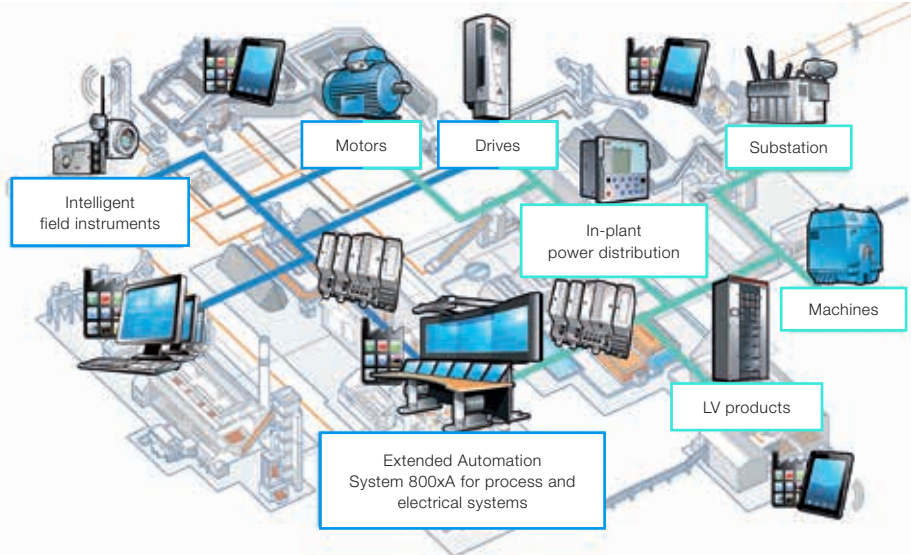 Motors
Drives
Substation
Intelligent
field instruments
In-plant
power distribution
Machines
LV products
Extended Automation
System 800xA for process and
electrical systems